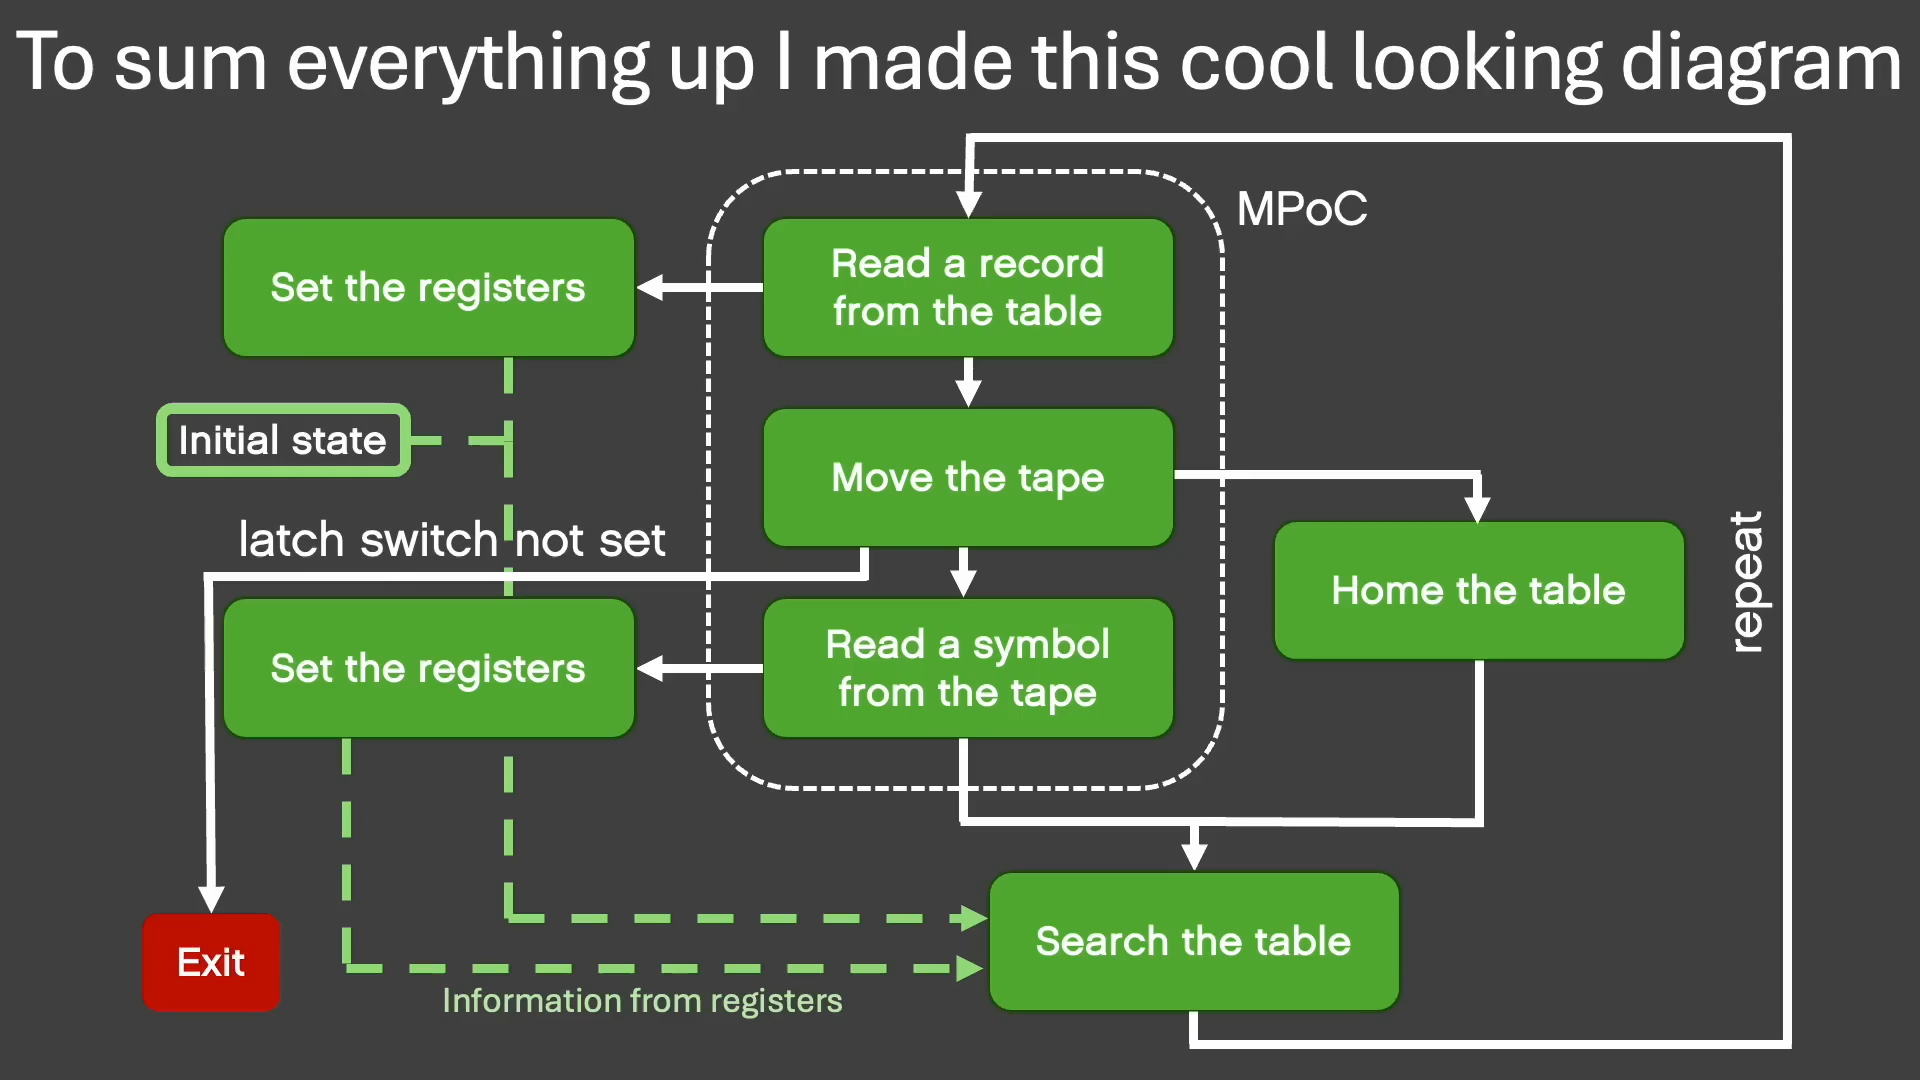 To sum everything up I made this cool looking diagram
MPoC
Set the registers
Read a record
from the table
Initial state
Move the tape
latch switch not set
Home the table
repeat
Set the registers
Read a symbol
from the tape
Exit
Search the table
Information from registers